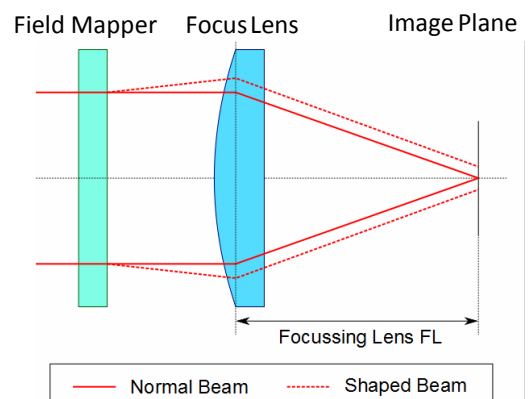 Field Mapper Focus Lens Image Plane
Focussing Lens FL
Normal Beam Shaped Beam